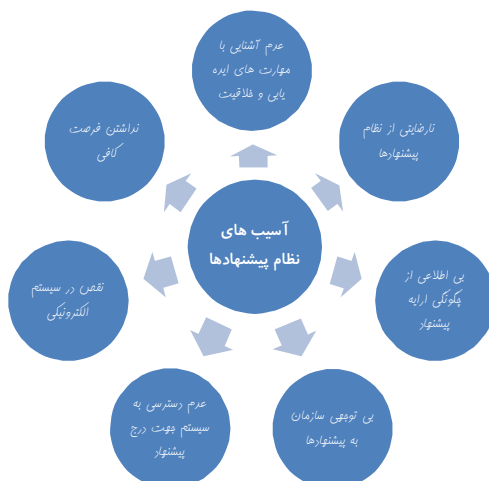 آسیب های
نظام پیشنهادها
عدم آشنایی با
مهارت های ایده
یابی و خلاقیت
نارضایتی از نظام
پیشنهادها
بی اطلاعی از
چگونگی ارایه
پیشنهاد
بی توجهی سازمان
به پیشنهادها
عدم دسترسی به
سیستم جهت درج
پیشنهاد
نقص در سیستم
الکترونیکی
نداشتن فرصت
کافی